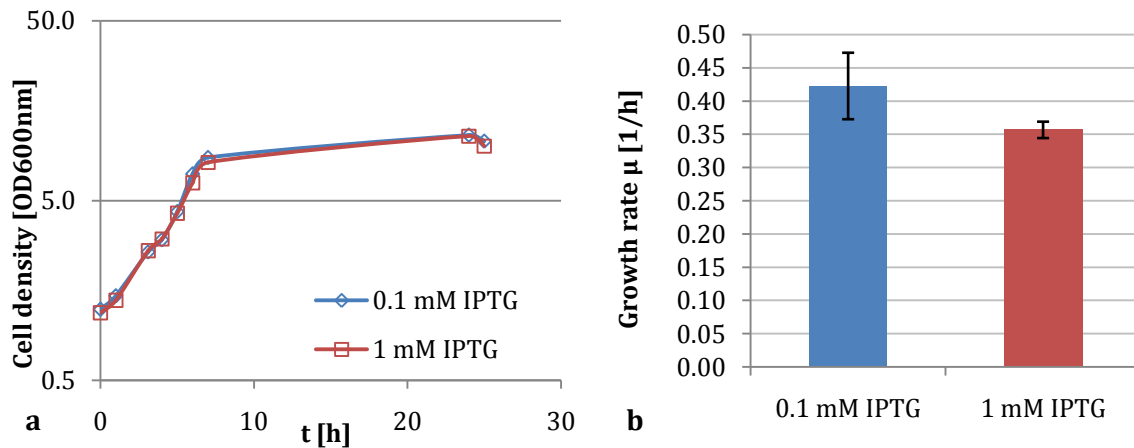 Cell density [OD600nm]
50.0
5.0
0.5
0.1 mM IPTG
1 mM IPTG
0 10 20 30
t [h]
a
Growth rate µ [1/h]
0.50
0.45
0.40
0.35
0.30
0.25
0.20
0.15
0.10
0.05
0.00
0.1 mM IPTG 1 mM IPTG
b